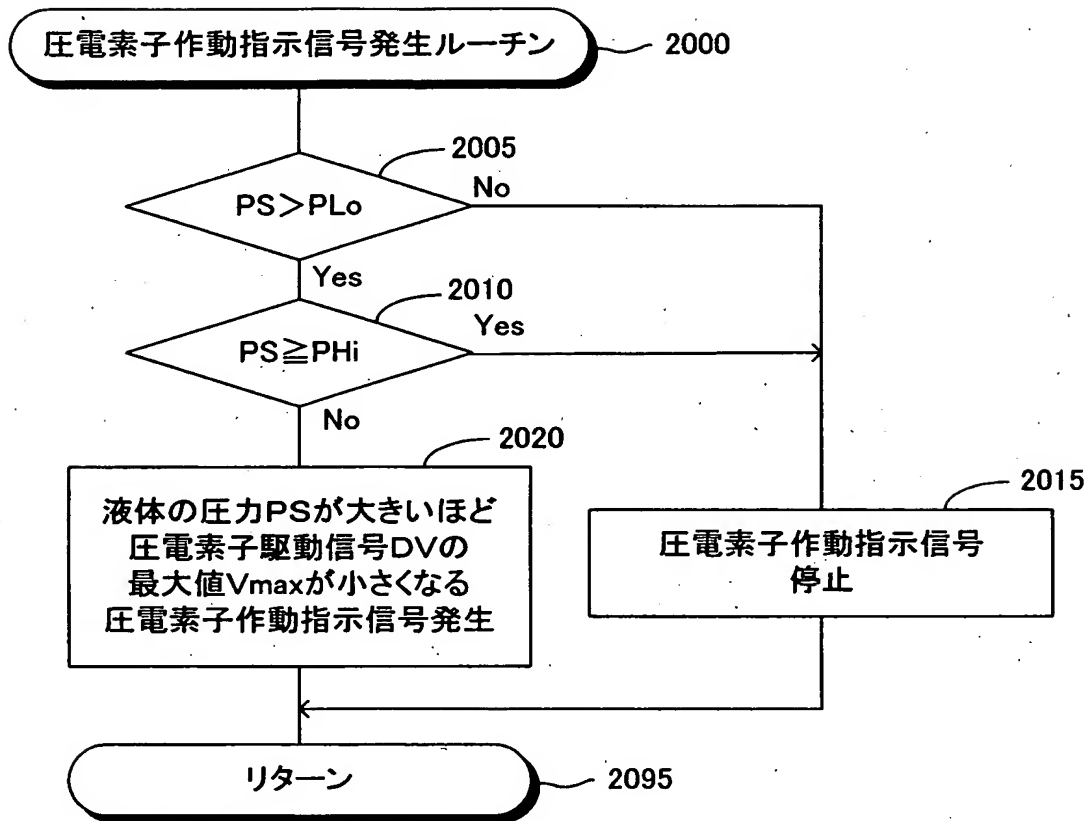 圧電素子作動指示信号発生ルーチン
2000
2005
PS>PLo
No
Yes
2010
PS≧PHi
Yes
No
2020
液体の圧力PSが大きいほど
圧電素子駆動信号DVの
最大値Vmaxが小さくなる
圧電素子作動指示信号発生
2015
圧電素子作動指示信号
停止
リターン
2095